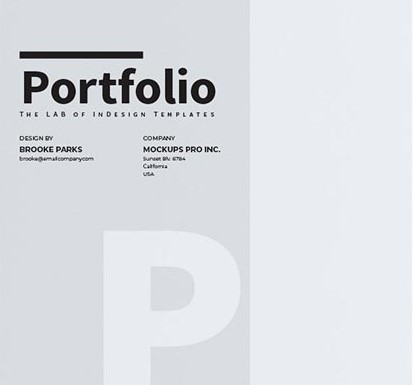 Portfolio
The LAB of InDesign Templates
DESIGN BY
BROOKE PARKS
brooke@emailcompany.com
COMPANY
MOCKUPS PRO INC.
Sunset Blv. 6784
California
USA
P